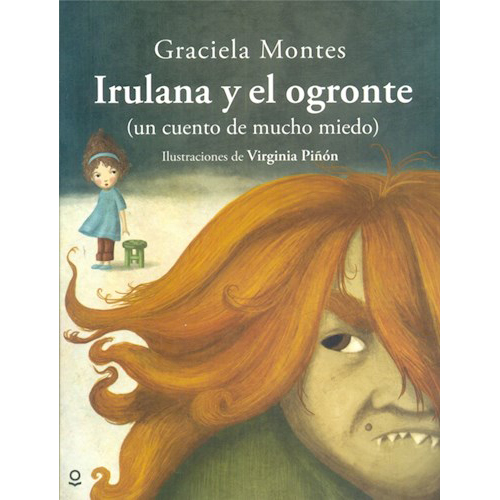 Graciela Montes
Irulana y el ogronte
(un cuento de mucho miedo)
Ilustraciones de Virginia Piñón